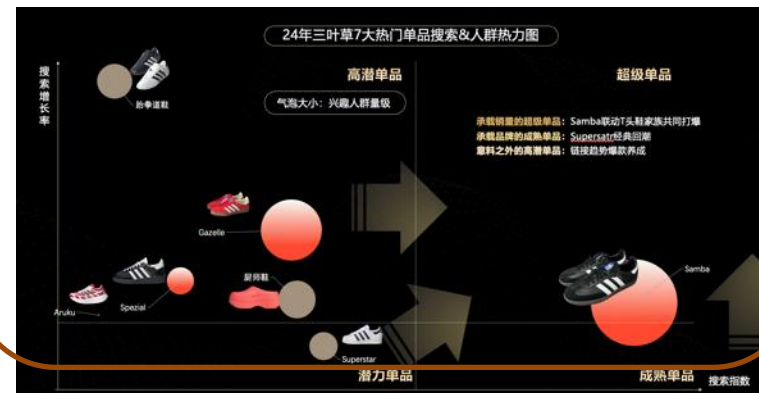 24年三叶草7大热门单品搜索&人群热力图
搜索增长率
高潜单品
超级单品
气泡大小：兴趣人群量级
跆拳道鞋
承载销量的超级单品：Samba联动T头鞋家族共同打爆
承载品牌的成熟单品：Supersatr经典回潮
意料之外的高潜单品：链接趋势爆款养成
Gazelle
厨师鞋
Samba
Aruku
Spezial
Superstar
潜力单品
成熟单品
搜索指数